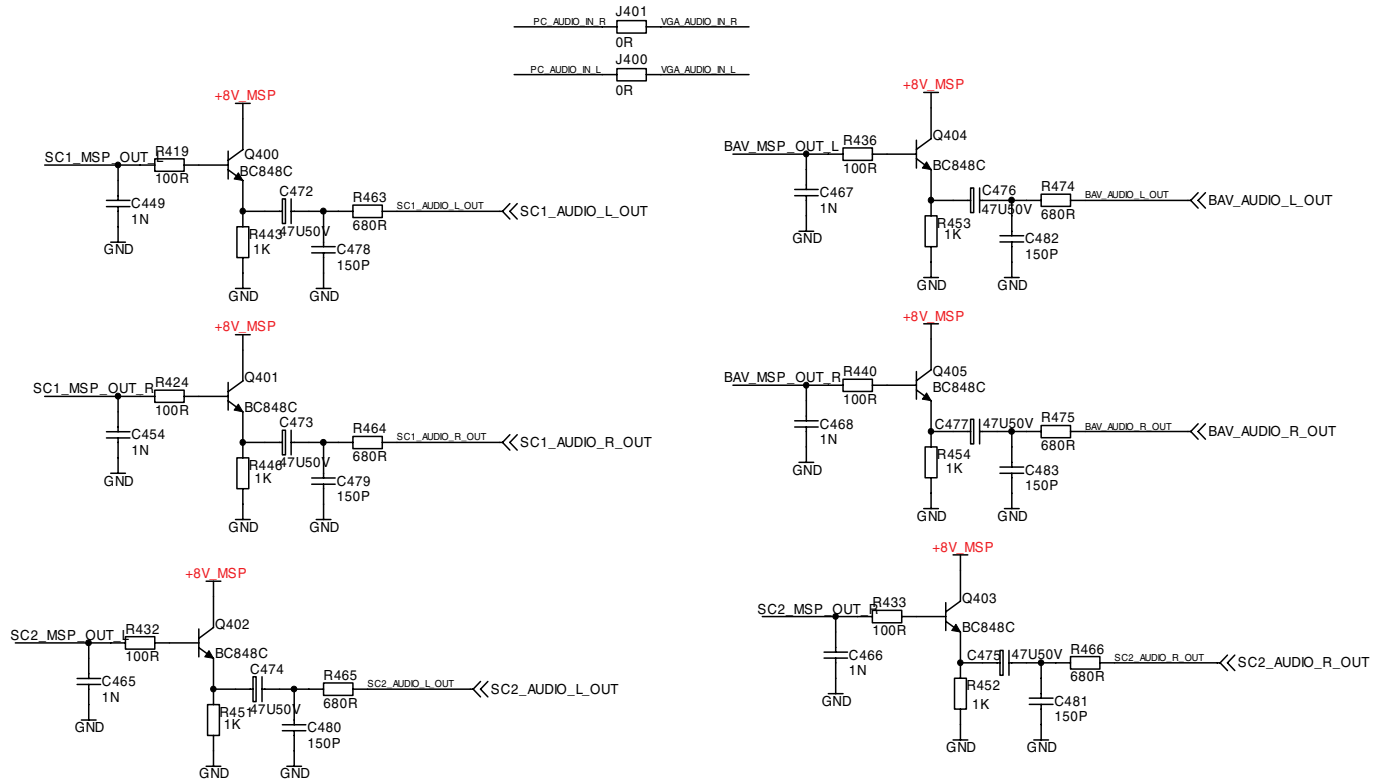 J401
PC_AUDIO_IN_R
VGA_AUDIO_IN_R
0R
J400
PC_AUDIO_IN_L
VGA_AUDIO_IN_L
0R
+8V_MSP
SC1_MSP_OUT_L
R419
100R
Q400
BC848C
C449
1N
GND
C472
47U50V
R443
1K
GND
R463
680R
SC1_AUDIO_L_OUT
SC1_AUDIO_L_OUT
C478
150P
GND
+8V_MSP
BAV_MSP_OUT_L
R436
100R
Q404
BC848C
C467
1N
GND
C476
47U50V
R453
1K
GND
R474
680R
BAV_AUDIO_L_OUT
BAV_AUDIO_L_OUT
C482
150P
GND
+8V_MSP
SC1_MSP_OUT_R
R424
100R
Q401
BC848C
C454
1N
GND
C473
47U50V
R446
1K
GND
R464
680R
SC1_AUDIO_R_OUT
SC1_AUDIO_R_OUT
C479
150P
GND
+8V_MSP
BAV_MSP_OUT_R
R440
100R
Q405
BC848C
C468
1N
GND
C477
47U50V
R454
1K
GND
R475
680R
BAV_AUDIO_R_OUT
BAV_AUDIO_R_OUT
C483
150P
GND
+8V_MSP
SC2_MSP_OUT_L
R432
100R
Q402
BC848C
C465
1N
GND
C474
47U50V
R451
1K
GND
R465
680R
SC2_AUDIO_L_OUT
SC2_AUDIO_L_OUT
C480
150P
GND
+8V_MSP
SC2_MSP_OUT_R
R433
100R
Q403
BC848C
C466
1N
GND
C475
47U50V
R452
1K
GND
R466
680R
SC2_AUDIO_R_OUT
SC2_AUDIO_R_OUT
C481
150P
GND